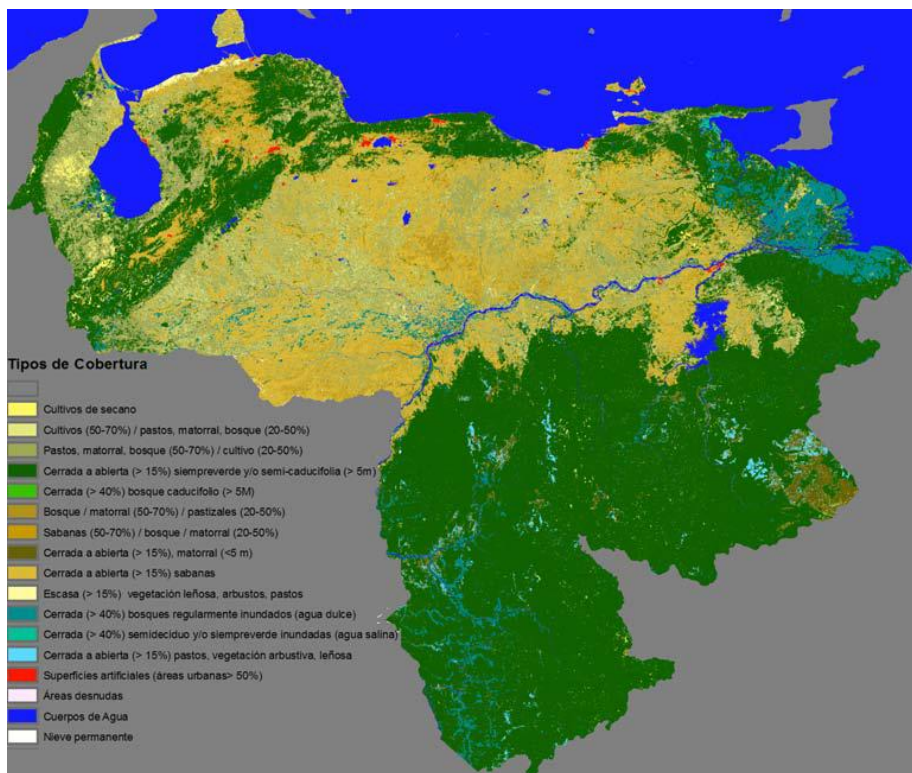 Tipos de Cobertura
Cultivos de secano
Cultivos (50-70%) / pastos, matorral, bosque (20-50%)
Pastos, matorral, bosque (50-70%) / cultivo (20-50%)
Cerrada a abierta (> 15%) siempreverde y/o semi-caducifolia (> 5m)
Cerrada (> 40%) bosque caducifolio (> 5M)
Bosque / matorral (50-70%) / pastizales (20-50%)
Sabanas (50-70%) / bosque / matorral (20-50%)
Cerrada a abierta (> 15%), matorral (<5 m)
Cerrada a abierta (> 15%) sabanas
Escasa (> 15%) vegetación leñosa, arbustos, pastos
Cerrada (> 40%) bosques regularmente inundados (agua dulce)
Cerrada (> 40%) semideciduo y/o siempreverde inundadas (agua salina)
Cerrada a abierta (> 15%) pastos, vegetación arbustiva, leñosa
Superficies artificiales (áreas urbanas> 50%)
Áreas desnudas
Cuerpos de Agua
Nieve permanente